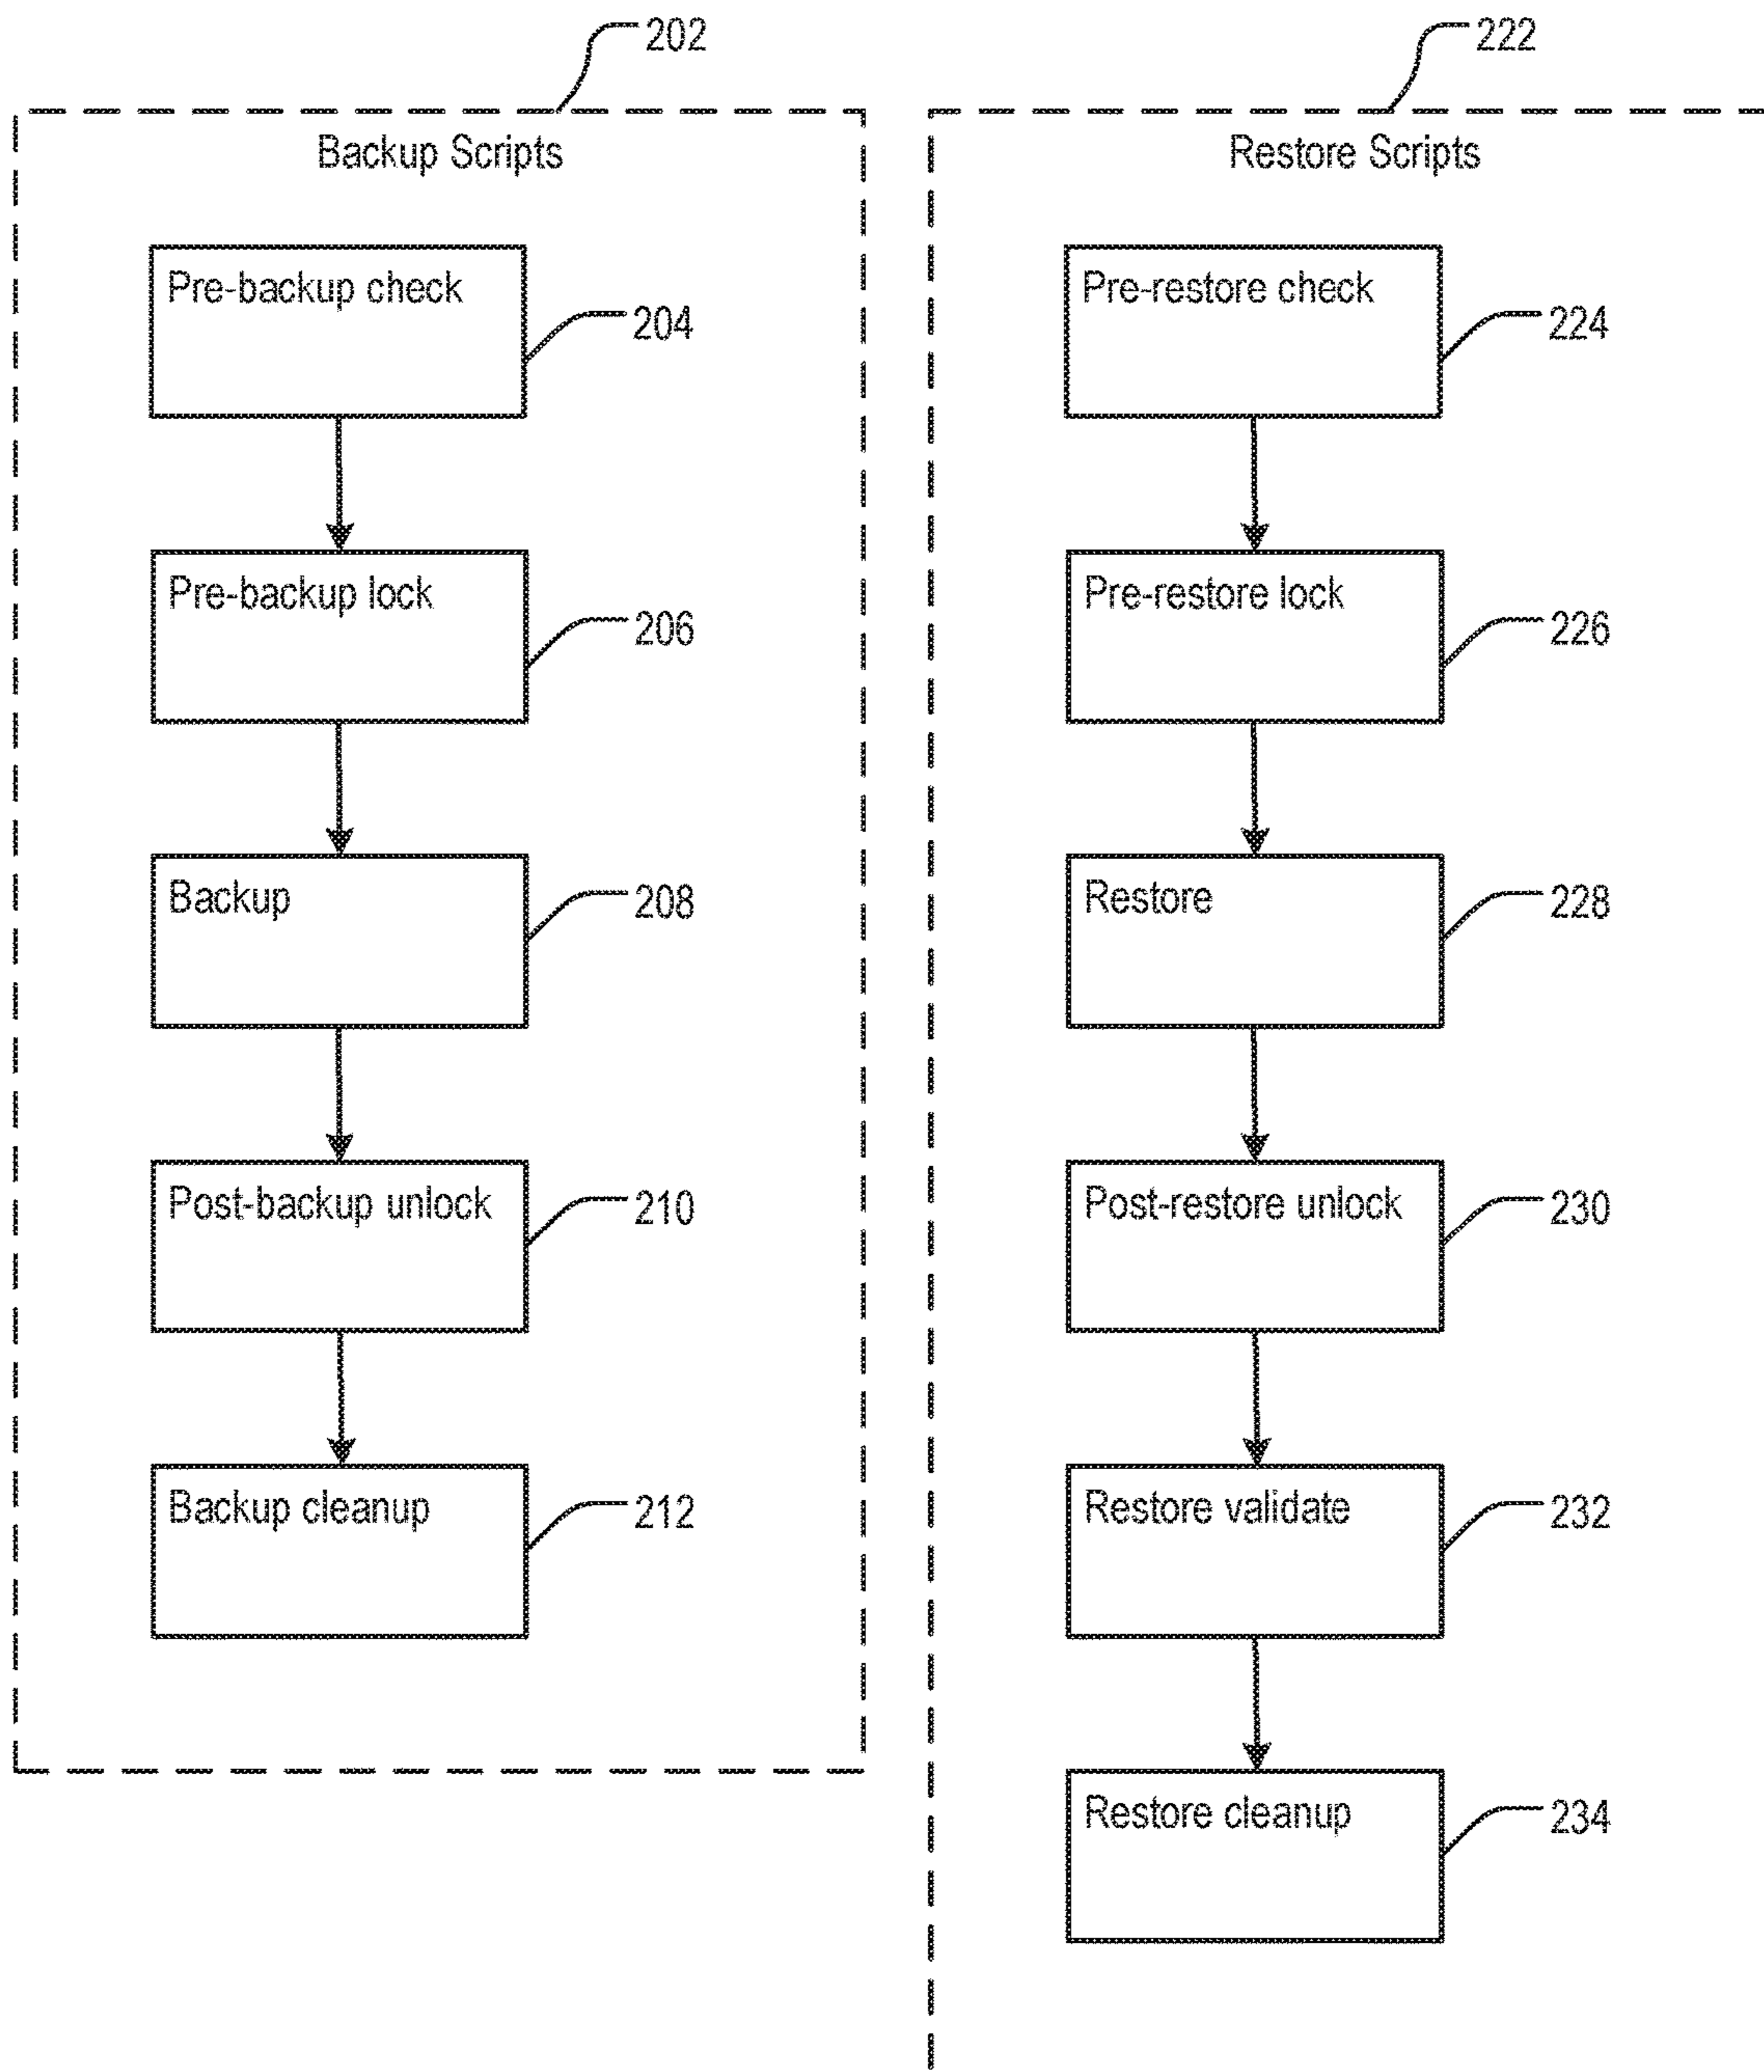 202
Backup Scripts
Pre-backup check
204
Pre-backup lock
206
Backup
208
Post-backup unlock
210
Backup cleanup
212
222
Restore Scripts
Pre-restore check
224
Pre-restore lock
226
Restore
228
Post-restore unlock
230
Restore validate
232
Restore cleanup
234